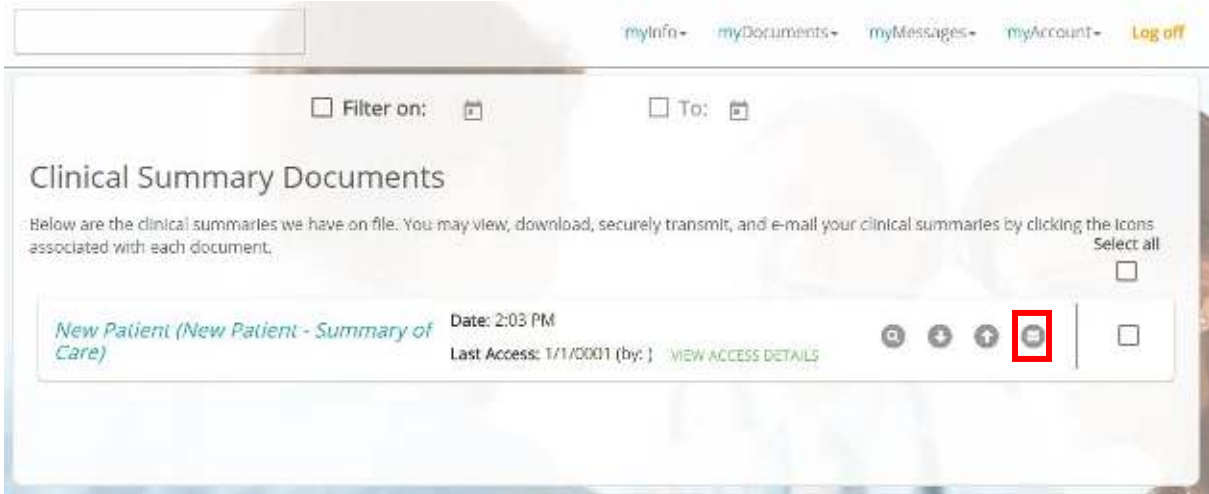 myInfo myDocuments myMessages myAccount Log off
Filter on: To:
Clinical Summary Documents
Below are the clinical summaries we have on file. You may view, download, securely transmit, and e-mail your clinical summaries by clicking the icons
associated with each document.
Select all
New Patient (New Patient - Summary of
Care)
Date: 2:03 PM
Last Access: 1/1/0001 (by: ) VIEW ACCESS DETAILS